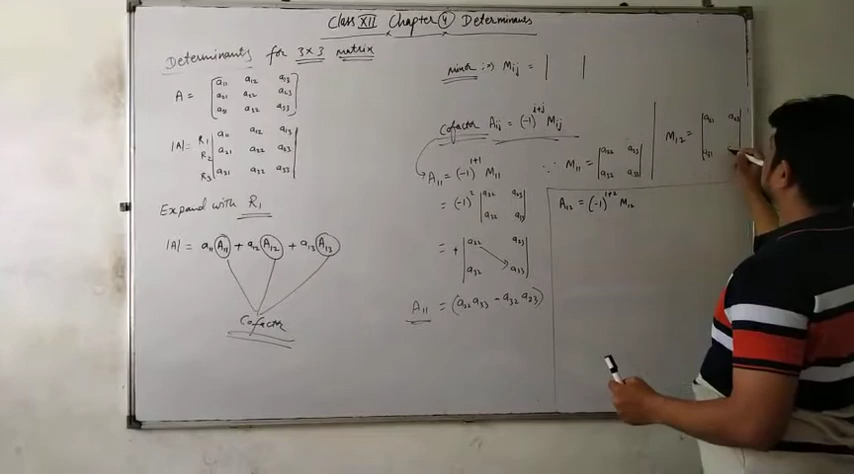 Class XII Chapter 4 Determinants
Determinants for 3×3 matrix
A = [a11 a12 a13
a21 a22 a23
a31 a32 a33]
|A| = R1 | a11 a12 a13 |
R2 | a21 a22 a23 |
R3 | a31 a32 a33 |
Expand with R1
|A| = a11 A11 + a12 A12 + a13 A13
Cofactor
minor :→ Mij = | |
Cofactor Aij = (-1)^i+j Mij
A11 = (-1)^1+1 M11
= (-1)^2 | a22 a23 |
| a32 a33 |
= + | a22 a23 |
| a32 a33 |
A11 = (a22 a33 - a32 a23)
∵ M11 = | a22 a23 |
| a32 a33 |
M12 = | a21 a23 |
| a31
A12 = (-1)^1+2 M12